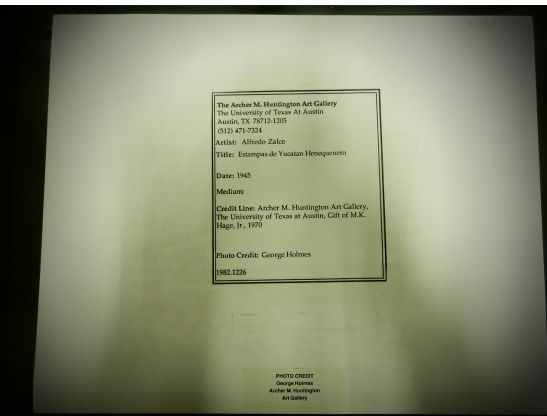 The Archer M. Huntington Art Gallery
The University of Texas At Austin
Austin, TX 78712-1205
(512) 471-7324
Artist: Alfredo Zalce
Title: Estampas de Yucatan Henequenero
Date: 1945
Medium:
Credit Line: Archer M. Huntington Art Gallery,
The University of Texas at Austin, Gift of M.K.
Hage, Jr., 1970
Photo Credit: George Holmes
1982.1226
PHOTO CREDIT
George Holmes
Archer M. Huntington
Art Gallery